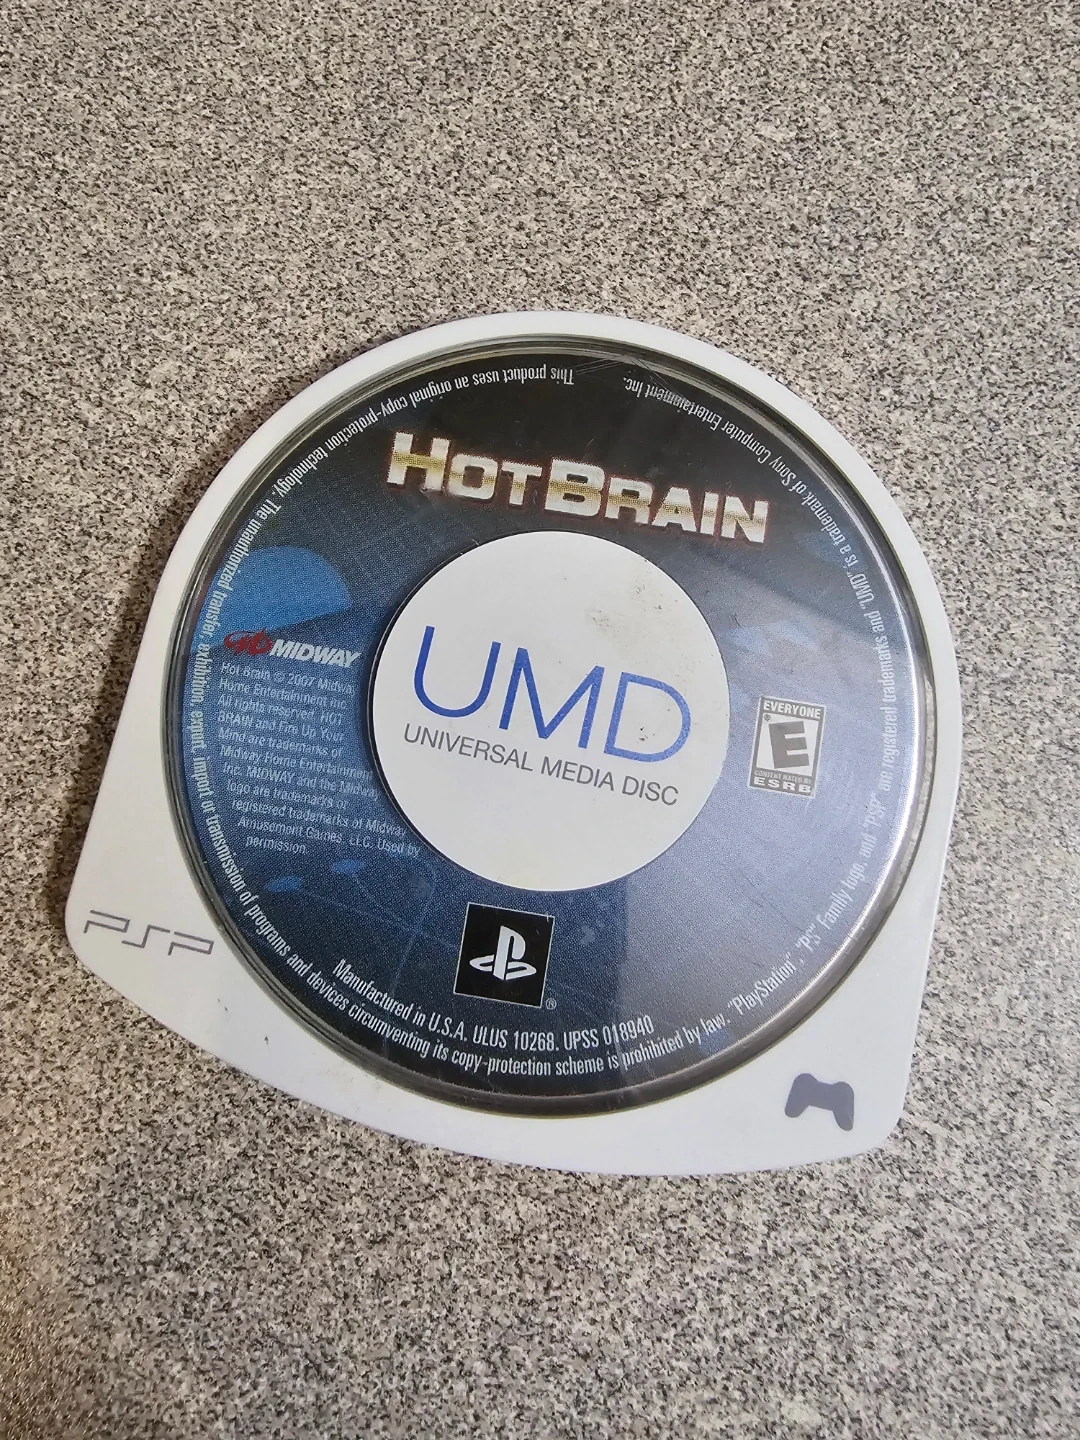 HOTBRAIN
UMD
UNIVERSAL MEDIA DISC
MIDWAY
Hot Brain © 2007 Midway
Home Entertainment Inc.
All rights reserved. HOT
BRAIN and Fire Up Your
Mind are trademarks of
Midway Home Entertainment
Inc. MIDWAY and the Midway
logo are trademarks or
registered trademarks of Midway
Amusement Games, LLC. Used by
permission.
EVERYONE
E
CONTENT RATED BY
ESRB
PSP
®
Manufactured in U.S.A. ULUS 10268. UPSS 018940
This product uses an original copy-protection technology. The unauthorized transfer, exhibition, export, import or transmission of programs and devices circumventing its copy-protection scheme is prohibited by law. "PlayStation", "PS" Family logo, and "PSP" are registered trademarks and "UMD" is a trademark of Sony Computer Entertainment Inc.